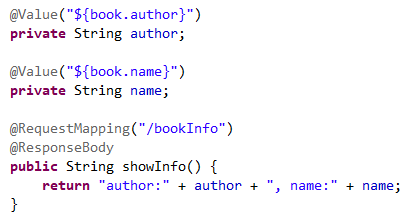 @Value("${book.author}")
private String author;
@Value("${book.name}")
private String name;
@RequestMapping("/bookInfo")
@ResponseBody
public String showInfo() {
    return "author:" + author + ", name:" + name;
}